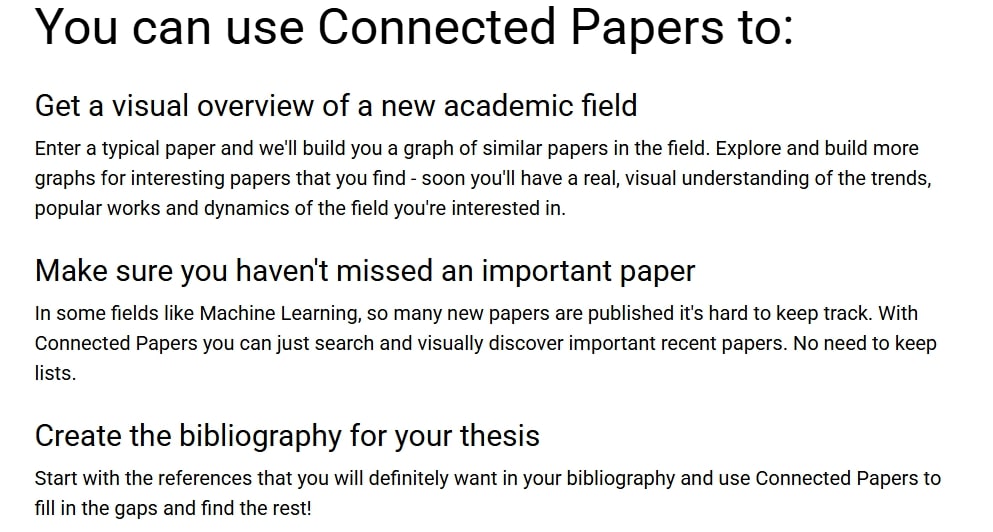 You can use Connected Papers to:
Get a visual overview of a new academic field
Enter a typical paper and we'll build you a graph of similar papers in the field. Explore and build more
graphs for interesting papers that you find - soon you'll have a real, visual understanding of the trends,
popular works and dynamics of the field you're interested in.
Make sure you haven't missed an important paper
In some fields like Machine Learning, so many new papers are published it's hard to keep track. With
Connected Papers you can just search and visually discover important recent papers. No need to keep
lists.
Create the bibliography for your thesis
Start with the references that you will definitely want in your bibliography and use Connected Papers to
fill in the gaps and find the rest!